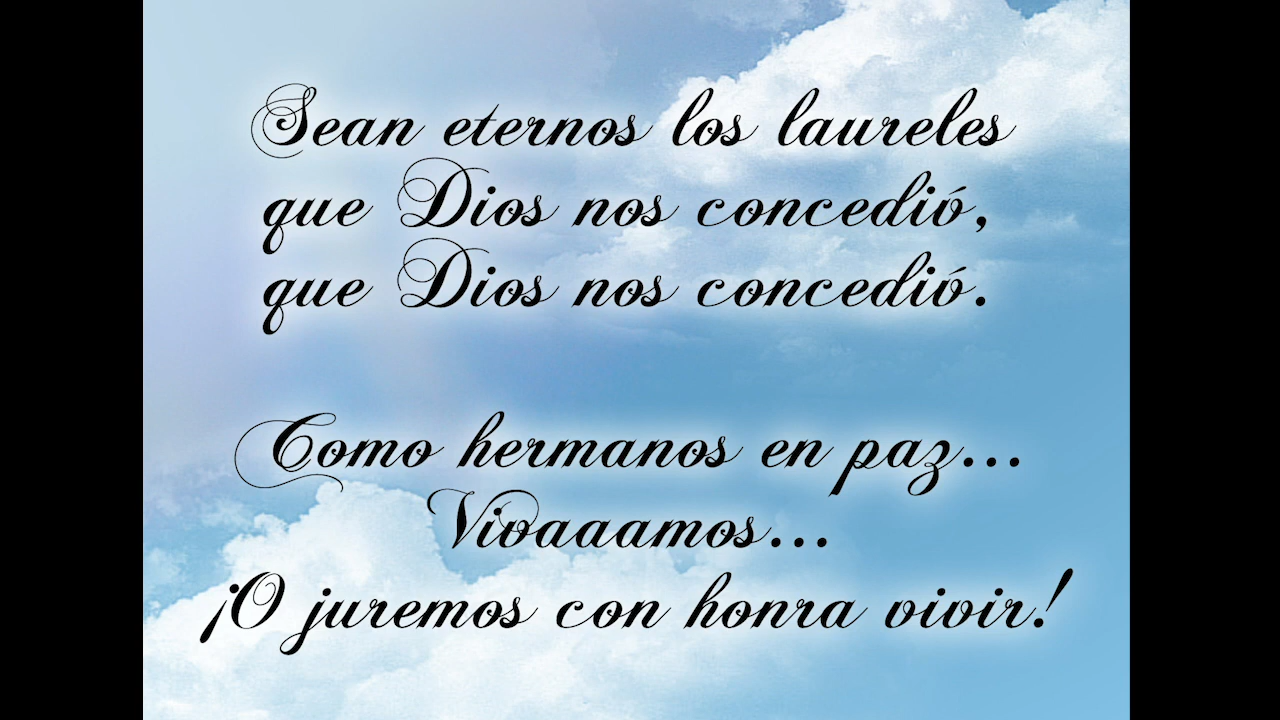 Sean eternos los laureles
que Dios nos concedió,
que Dios nos concedió.
Como hermanos en paz...
Vivaaamos...
¡O juremos con honra vivir!